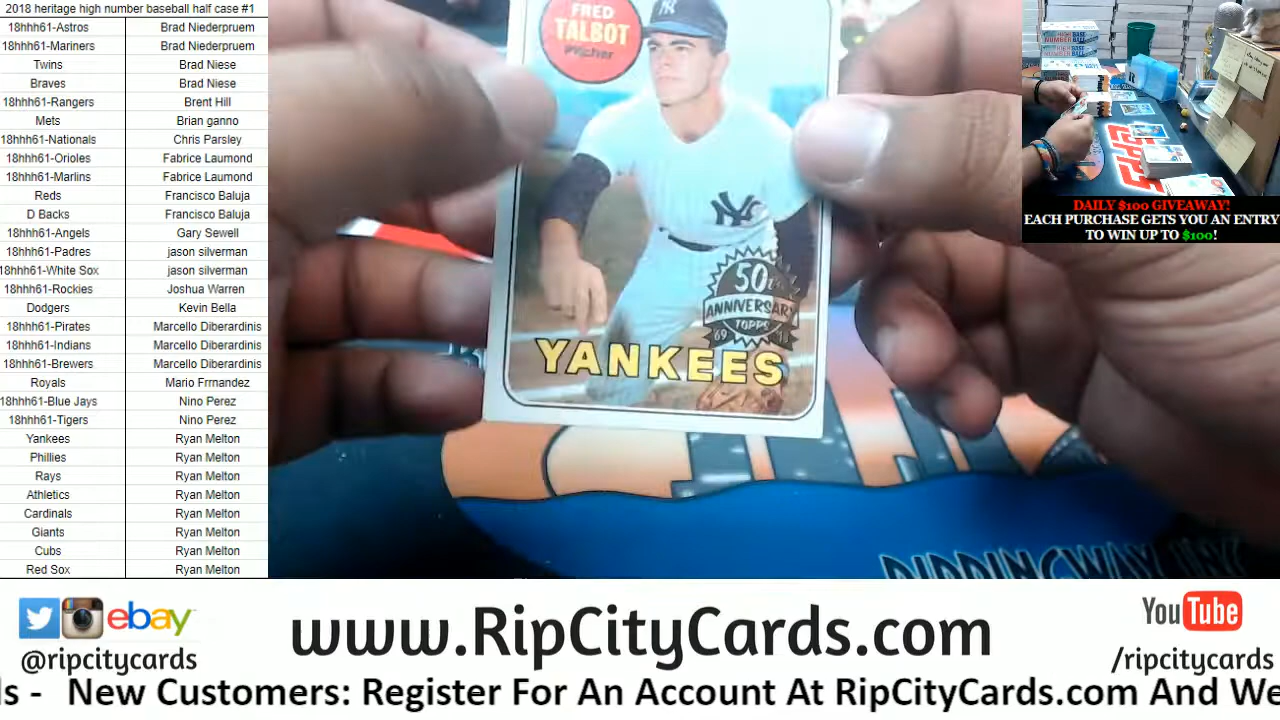 2018 heritage high number baseball half case #1
18hhh61-Astros Brad Niederpruem
18hhh61-Mariners Brad Niederpruem
Twins Brad Niese
Braves Brad Niese
18hhh61-Rangers Brent Hill
Mets Brian ganno
18hhh61-Nationals Chris Parsley
18hhh61-Orioles Fabrice Laumond
18hhh61-Marlins Fabrice Laumond
Reds Francisco Baluja
D Backs Francisco Baluja
18hhh61-Angels Gary Sewell
18hhh61-Padres jason silverman
18hhh61-White Sox jason silverman
18hhh61-Rockies Joshua Warren
Dodgers Kevin Bella
18hhh61-Pirates Marcello Diberardinis
18hhh61-Indians Marcello Diberardinis
18hhh61-Brewers Marcello Diberardinis
Royals Mario Frrnandez
18hhh61-Blue Jays Nino Perez
18hhh61-Tigers Nino Perez
Yankees Ryan Melton
Phillies Ryan Melton
Rays Ryan Melton
Athletics Ryan Melton
Cardinals Ryan Melton
Giants Ryan Melton
Cubs Ryan Melton
Red Sox Ryan Melton
FRED
TALBOT
Pitcher
NY
50th
ANNIVERSARY
TOPPS
69 18
YANKEES
TOPPS
DAILY $100 GIVEAWAY!
EACH PURCHASE GETS YOU AN ENTRY
TO WIN UP TO $100!
ebay
@ripcitycards
www.RipCityCards.com
YouTube
/ripcitycards
ls - New Customers: Register For An Account At RipCityCards.com And We